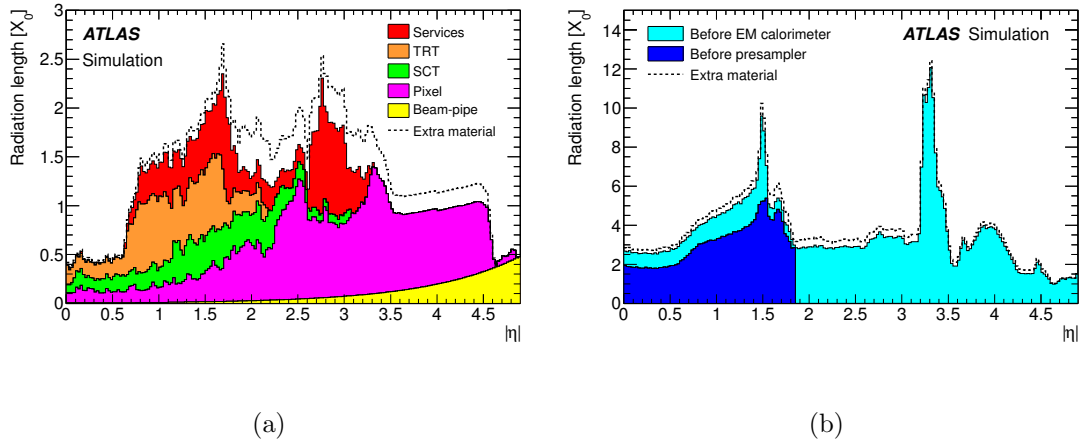 Radiation length [X0]
3
2.5
2
1.5
1
0.5
0
ATLAS
Simulation
Services
TRT
SCT
Pixel
Beam-pipe
Extra material
0 0.5 1 1.5 2 2.5 3 3.5 4 4.5
|η|
(a)
Radiation length [X0]
14
12
10
8
6
4
2
0
Before EM calorimeter
Before presampler
Extra material
ATLAS Simulation
0 0.5 1 1.5 2 2.5 3 3.5 4 4.5
|η|
(b)